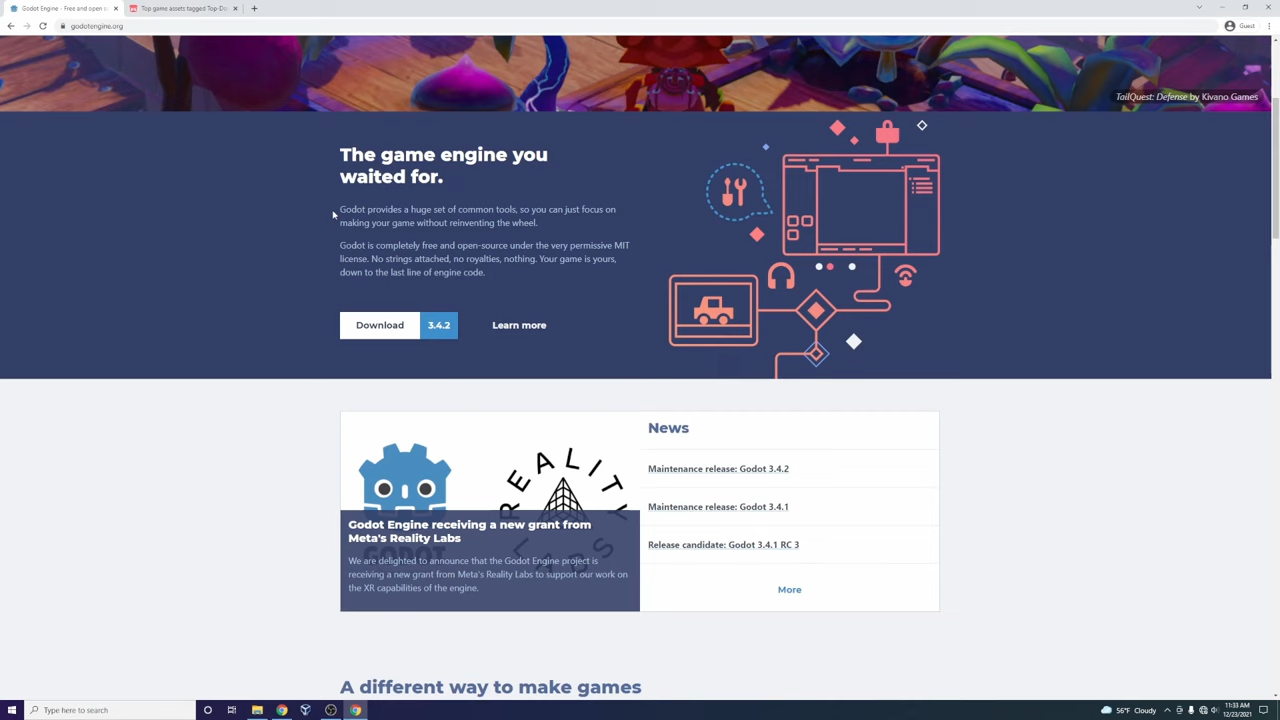 Godot Engine - Free and open s
Top game assets tagged Top-Do
godotengine.org
Guest
TailQuest: Defense by Kivano Games
The game engine you
waited for.
Godot provides a huge set of common tools, so you can just focus on
making your game without reinventing the wheel.
Godot is completely free and open-source under the very permissive MIT
license. No strings attached, no royalties, nothing. Your game is yours,
down to the last line of engine code.
Download 3.4.2 Learn more
REALITY
LABS
GODOT
Godot Engine receiving a new grant from
Meta's Reality Labs
We are delighted to announce that the Godot Engine project is
receiving a new grant from Meta's Reality Labs to support our work on
the XR capabilities of the engine.
News
Maintenance release: Godot 3.4.2
Maintenance release: Godot 3.4.1
Release candidate: Godot 3.4.1 RC 3
More
A different way to make games
Type here to search
56°F Cloudy
11:33 AM
12/23/2021